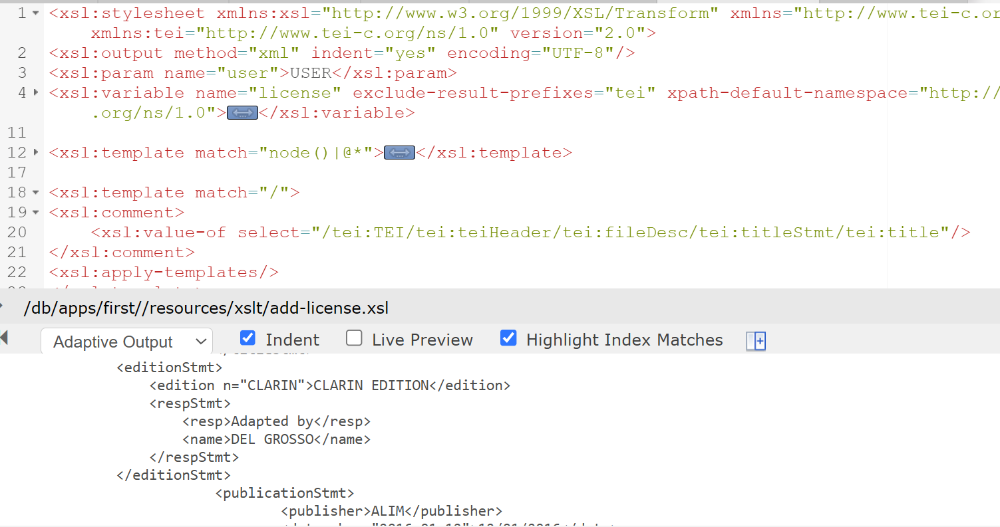 1 <xsl:stylesheet xmlns:xsl="http://www.w3.org/1999/XSL/Transform" xmlns="http://www.tei-c.or
xmlns:tei="http://www.tei-c.org/ns/1.0" version="2.0">
2 <xsl:output method="xml" indent="yes" encoding="UTF-8"/>
3 <xsl:param name="user">USER</xsl:param>
4 <xsl:variable name="license" exclude-result-prefixes="tei" xpath-default-namespace="http://
.org/ns/1.0"></xsl:variable>
11
12 <xsl:template match="node()|@*"></xsl:template>
17
18 <xsl:template match="/">
19 <xsl:comment>
20 <xsl:value-of select="/tei:TEI/tei:teiHeader/tei:fileDesc/tei:titleStmt/tei:title"/>
21 </xsl:comment>
22 <xsl:apply-templates/>
/db/apps/first//resources/xslt/add-license.xsl
Adaptive Output Indent Live Preview Highlight Index Matches
<editionStmt>
<edition n="CLARIN">CLARIN EDITION</edition>
<respStmt>
<resp>Adapted by</resp>
<name>DEL GROSSO</name>
</respStmt>
</editionStmt>
<publicationStmt>
<publisher>ALIM</publisher>